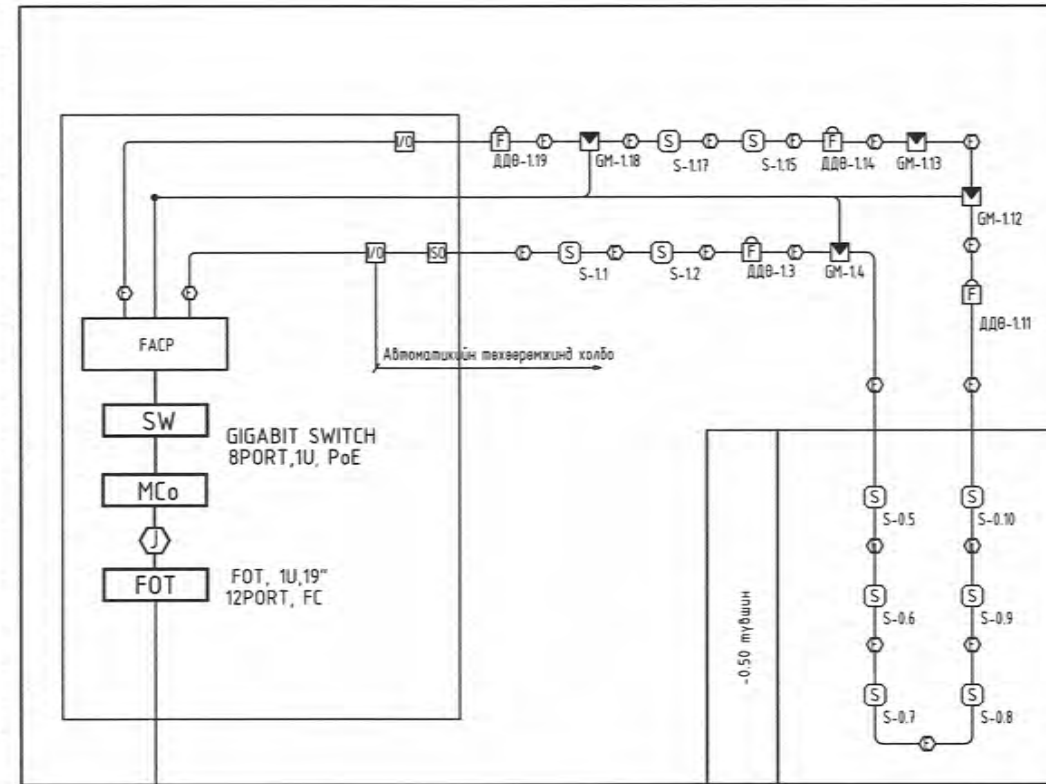 I/O F E S E S E F E E
ДДӨ-1.19 GM-1.18 S-1.17 S-1.15 ДДӨ-1.14 GM-1.13
GM-1.12
E
I/O ISO E S E S E F E
S-1.1 S-1.2 ДДӨ-1.3 GM-1.4
E E
F
ДДӨ-1.11
FACP
Автоматикийн төхөөрөмжинд холбо
E E
SW
GIGABIT SWITCH
8PORT,1U, PoE
MCo
J
FOT
FOT, 1U,19"
12PORT, FC
-0.50 түвшин
S S
S-0.5 S-0.10
E E
S S
S-0.6 S-0.9
E E
S S
S-0.7 S-0.8
E